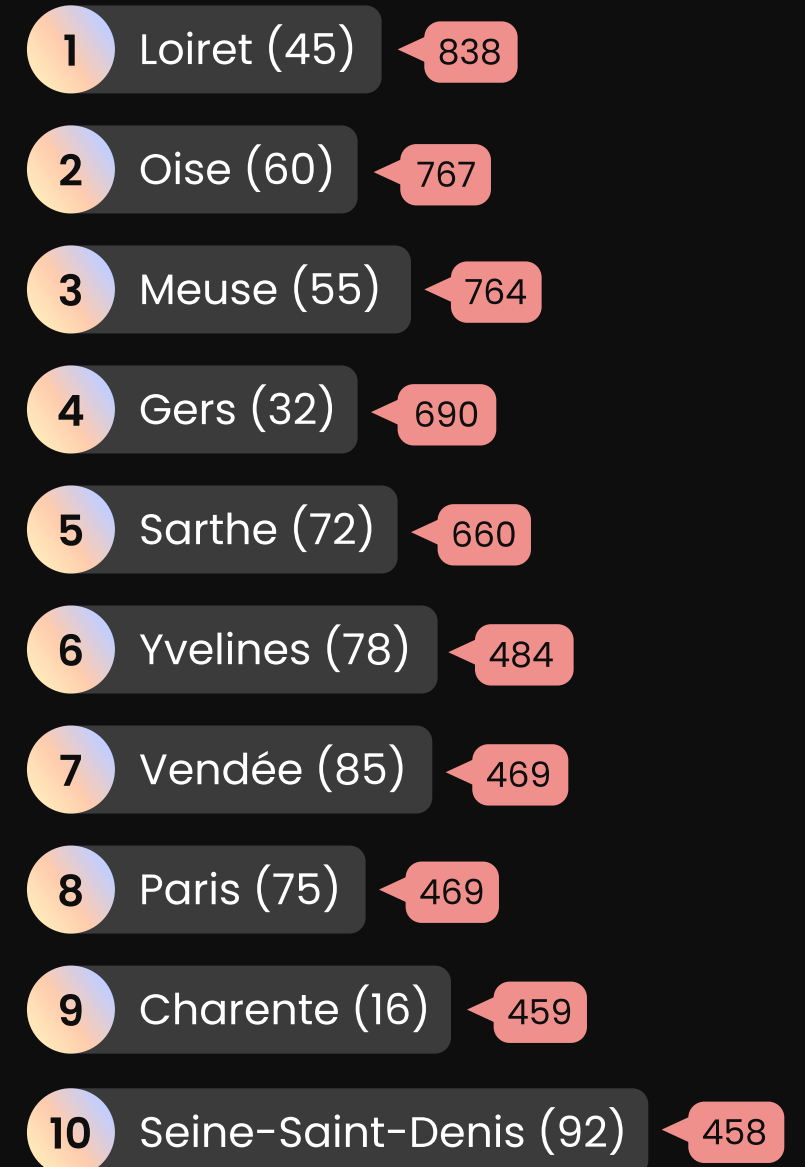 1 Loiret (45) 838
2 Oise (60) 767
3 Meuse (55) 764
4 Gers (32) 690
5 Sarthe (72) 660
6 Yvelines (78) 484
7 Vendée (85) 469
8 Paris (75) 469
9 Charente (16) 459
10 Seine-Saint-Denis (92) 458